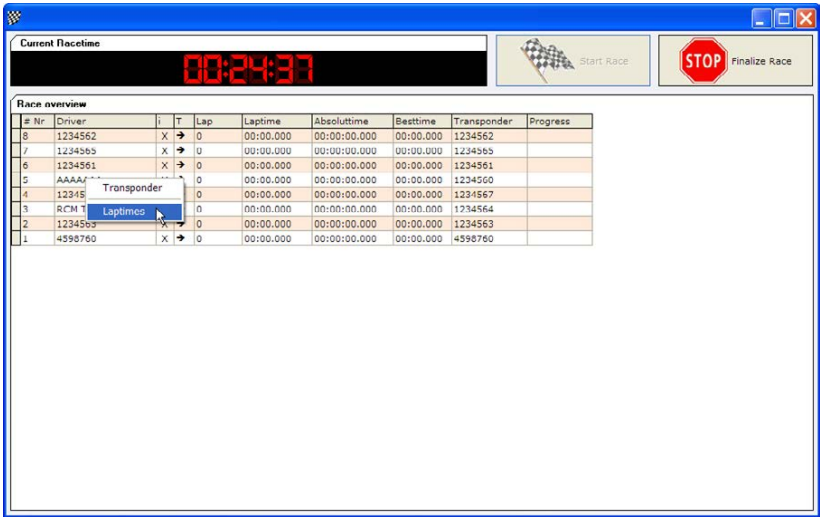 Current Racetime
00:24:37
Start Race
STOP Finalize Race
Race overview
# Nr Driver i T Lap Laptime Absoluttime Besttime Transponder Progress
8 1234562 X → 0 00:00.000 00:00:00.000 00:00.000 1234562
7 1234565 X → 0 00:00.000 00:00:00.000 00:00.000 1234565
6 1234561 X → 0 00:00.000 00:00:00.000 00:00.000 1234561
5 0 00:00.000 00:00:00.000 00:00.000 1234560
Transponder
4 12345 0 00:00.000 00:00:00.000 00:00.000 1234567
3 RCM T 0 00:00.000 00:00:00.000 00:00.000 1234564
Laptimes
2 1234563 X → 0 00:00.000 00:00:00.000 00:00.000 1234563
1 4598760 X → 0 00:00.000 00:00:00.000 00:00.000 4598760